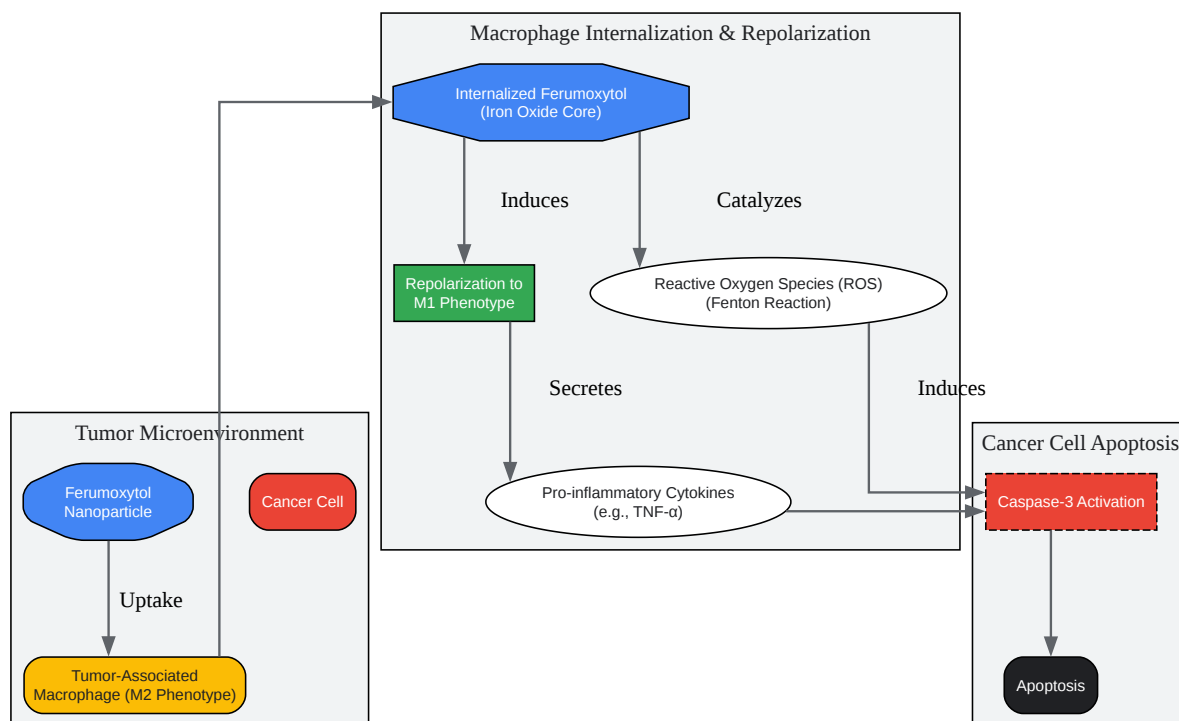 Macrophage Internalization & Repolarization
Internalized Ferumoxytol
(Iron Oxide Core)
Induces
Catalyzes
Repolarization to
M1 Phenotype
Reactive Oxygen Species (ROS)
(Fenton Reaction)
Secretes
Induces
Tumor Microenvironment
Cancer Cell Apoptosis
Ferumoxytol
Nanoparticle
Cancer Cell
Pro-inflammatory Cytokines
(e.g., TNF-α)
Caspase-3 Activation
Uptake
Tumor-Associated
Macrophage (M2 Phenotype)
Apoptosis